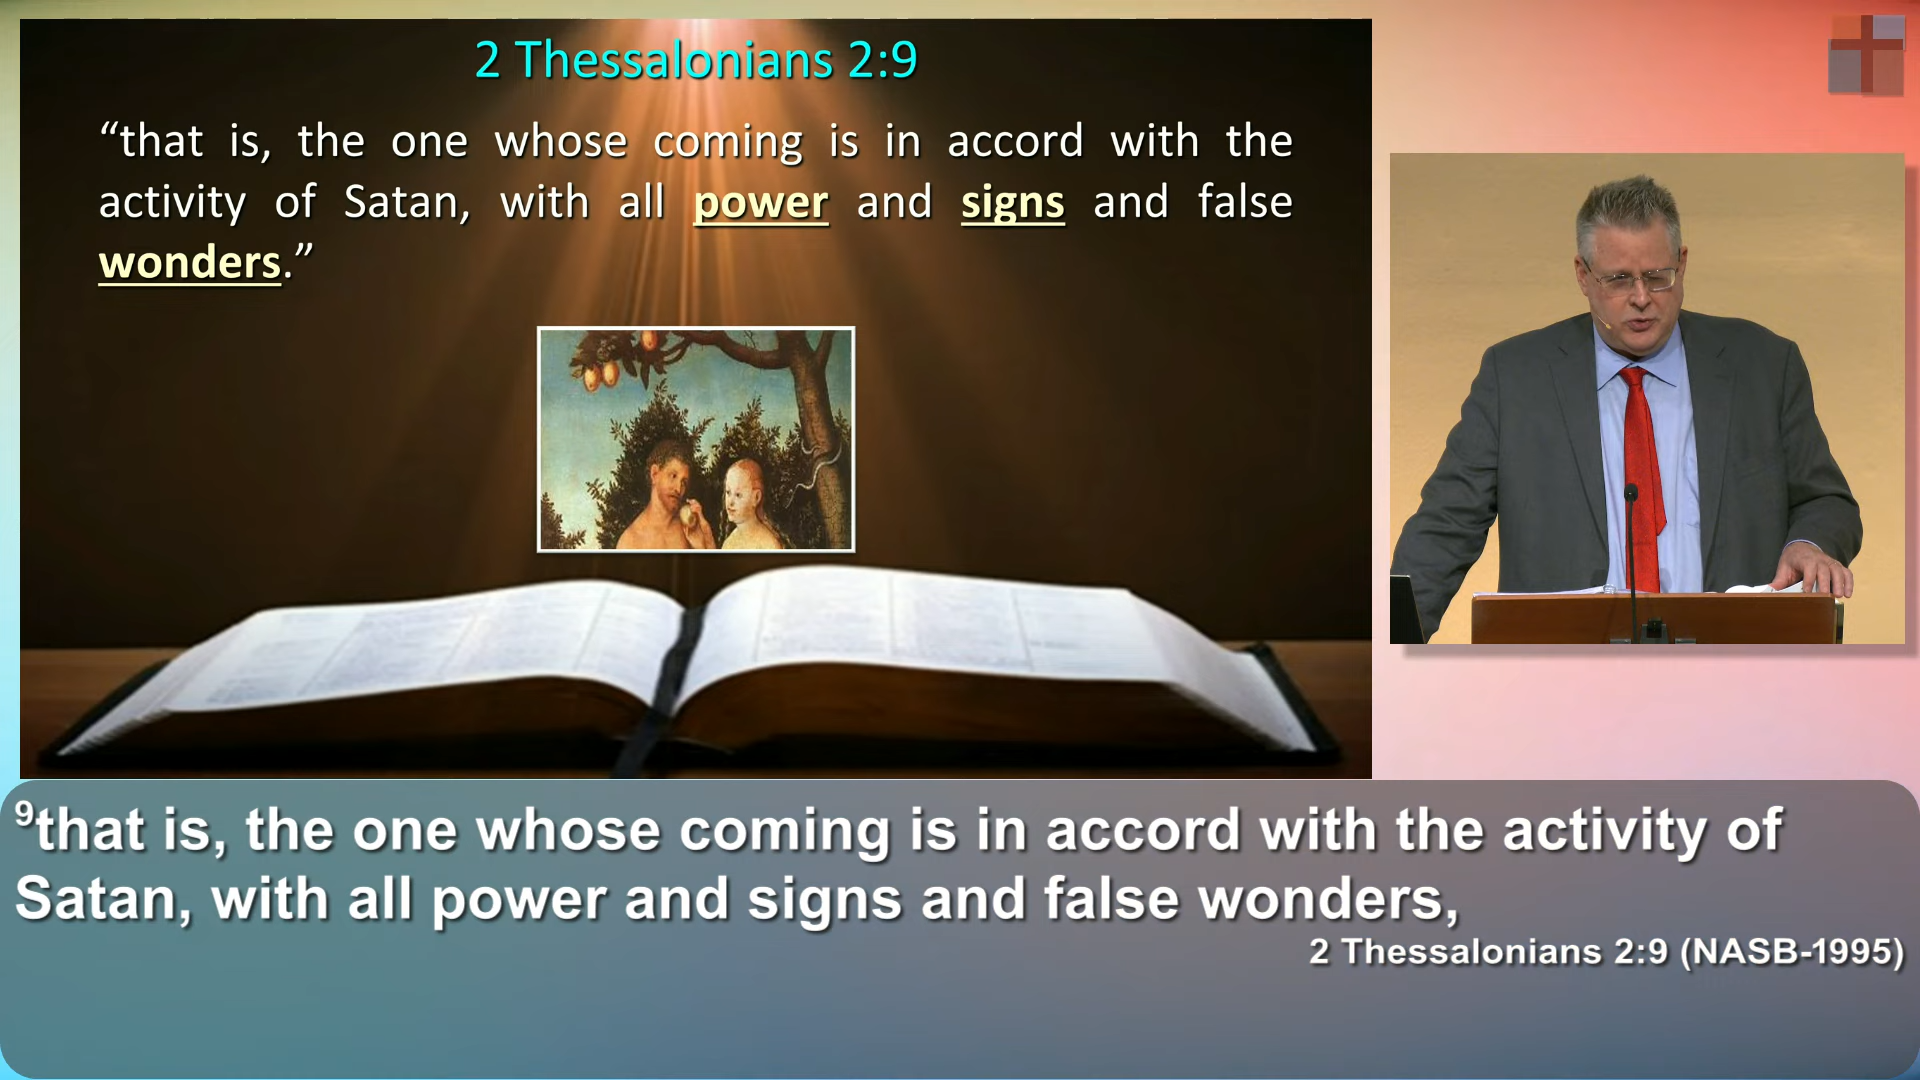 2 Thessalonians 2:9
“that is, the one whose coming is in accord with the
activity of Satan, with all power and signs and false
wonders.”
9that is, the one whose coming is in accord with the activity of
Satan, with all power and signs and false wonders,
2 Thessalonians 2:9 (NASB-1995)